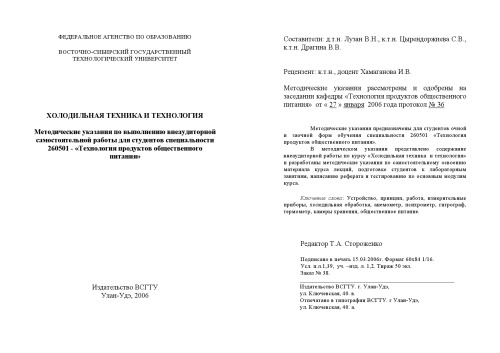 ФЕДЕРАЛЬНОЕ АГЕНСТВО ПО ОБРАЗОВАНИЮ
ВОСТОЧНО-СИБИРСКИЙ ГОСУДАРСТВЕННЫЙ
ТЕХНОЛОГИЧЕСКИЙ УНИВЕРСИТЕТ
ХОЛОДИЛЬНАЯ ТЕХНИКА И ТЕХНОЛОГИЯ
Методические указания по выполнению внеаудиторной
самостоятельной работы для студентов специальности
260501 - «Технология продуктов общественного
питания»
Издательство ВСГТУ
Улан-Удэ, 2006
Составители: д.т.н. Лузан В.Н., к.т.н. Цырендоржиева С.В.,
к.т.н. Драгина В.В.
Рецензент: к.т.н., доцент Хамаганова И.В.
Методические указания рассмотрены и одобрены на
заседании кафедры «Технология продуктов общественного
питания» от « 27 » января 2006 года протокол № 36
Методические указания предназначены для студентов очной
и заочной форм обучения специальности 260501 «Технология
продуктов общественного питания».
В методическом указании представлено содержание
внеаудиторной работы по курсу «Холодильная техника и технология»
и разработаны методические указания по самостоятельному освоению
материала курса лекций, подготовке студентов к лабораторным
занятиям, написанию реферата и тестированию по основным модулям
курса.
Ключевые слова: Устройство, принцип, работа, измерительные
приборы, холодильная обработка, анемометр, психрометр, гигрограф,
термометр, камеры хранения, общественное питание.
Редактор Т.А. Стороженко
Подписано в печать 15.03.2006г. Формат 60х84 1/16.
Усл. п.л.1,39, уч. –изд. л. 1,2. Тираж 50 экз.
Заказ № 38.
Издательство ВСГТУ. г. Улан-Удэ,
ул. Ключевская, 40. в.
Отпечатано в типографии ВСГТУ. г Улан-Удэ,
ул. Ключевская, 40. в.